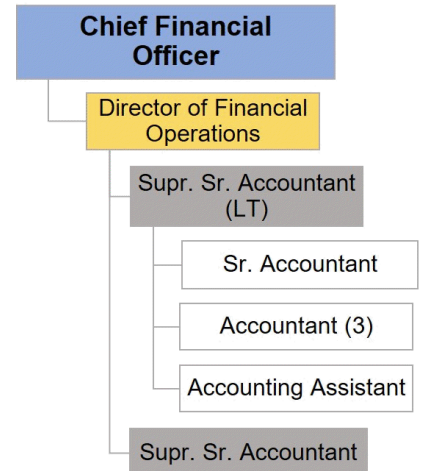 Chief Financial
Officer
Director of Financial
Operations
Supr. Sr. Accountant
(LT)
Sr. Accountant
Accountant (3)
Accounting Assistant
Supr. Sr. Accountant